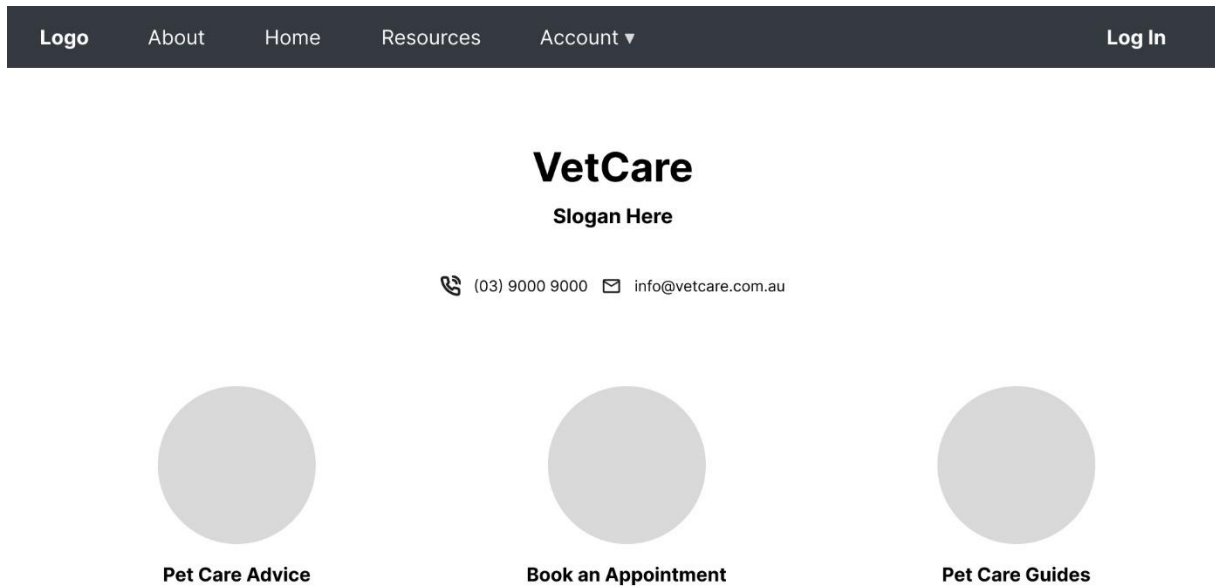 Logo About Home Resources Account ▾ Log In
VetCare
Slogan Here
(03) 9000 9000 info@vetcare.com.au
Pet Care Advice Book an Appointment Pet Care Guides